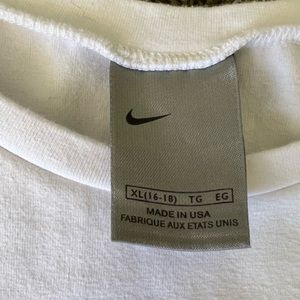 XL(16-18) TG EG
MADE IN USA
FABRIQUE AUX ETATS UNIS